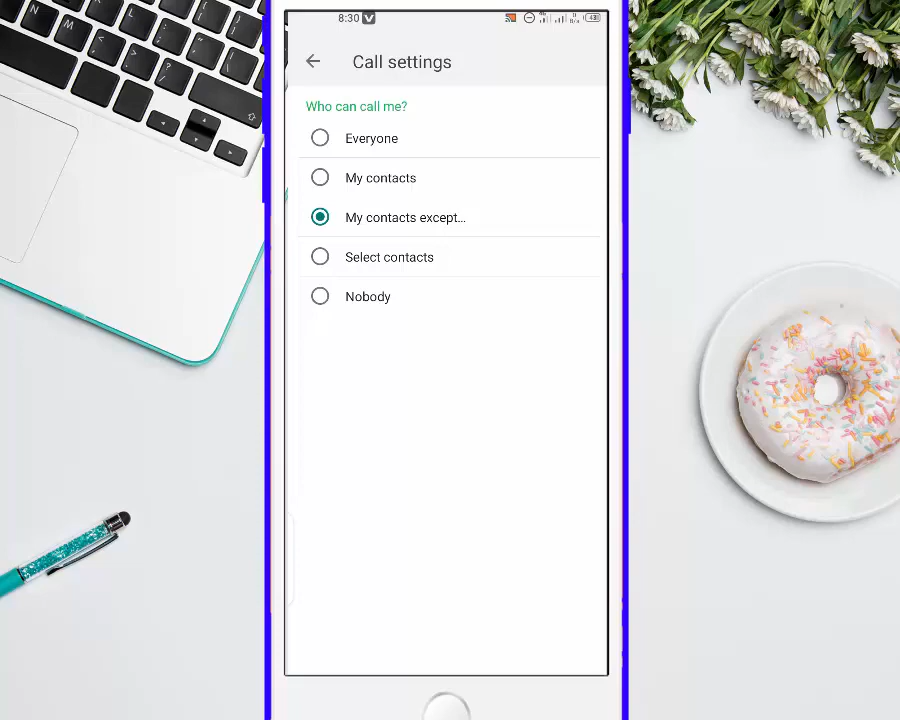 8:30
Call settings
Who can call me?
Everyone
My contacts
My contacts except...
Select contacts
Nobody